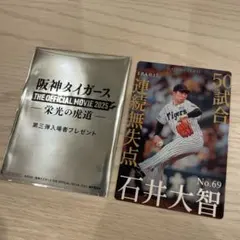 阪神タイガース
THE OFFICIAL MOVIE 2025
栄光の虎道
第三弾入場者プレゼント
50試合
連続無失点
Tigers
No.69
石井大智